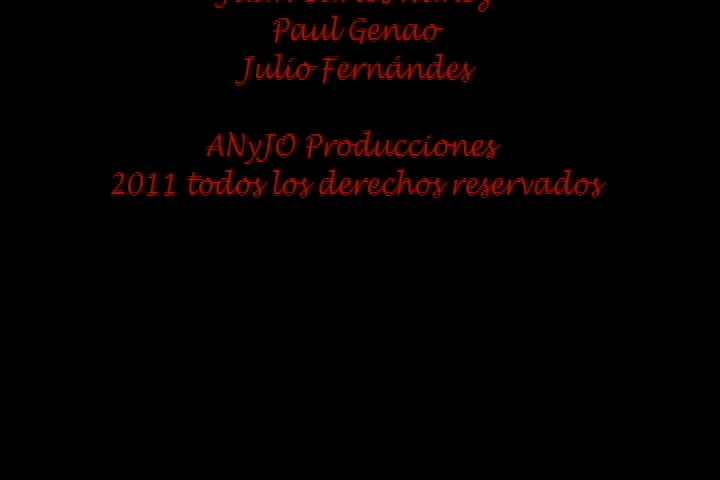 Paul Genao
Julio Fernándes
ANyJO Producciones
2011 todos los derechos reservados